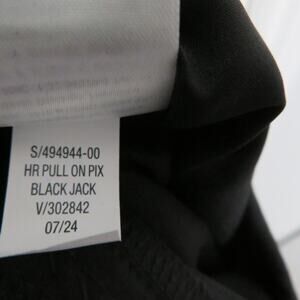 S/494944-00
HR PULL ON PIX
BLACK JACK
V/302842
07/24